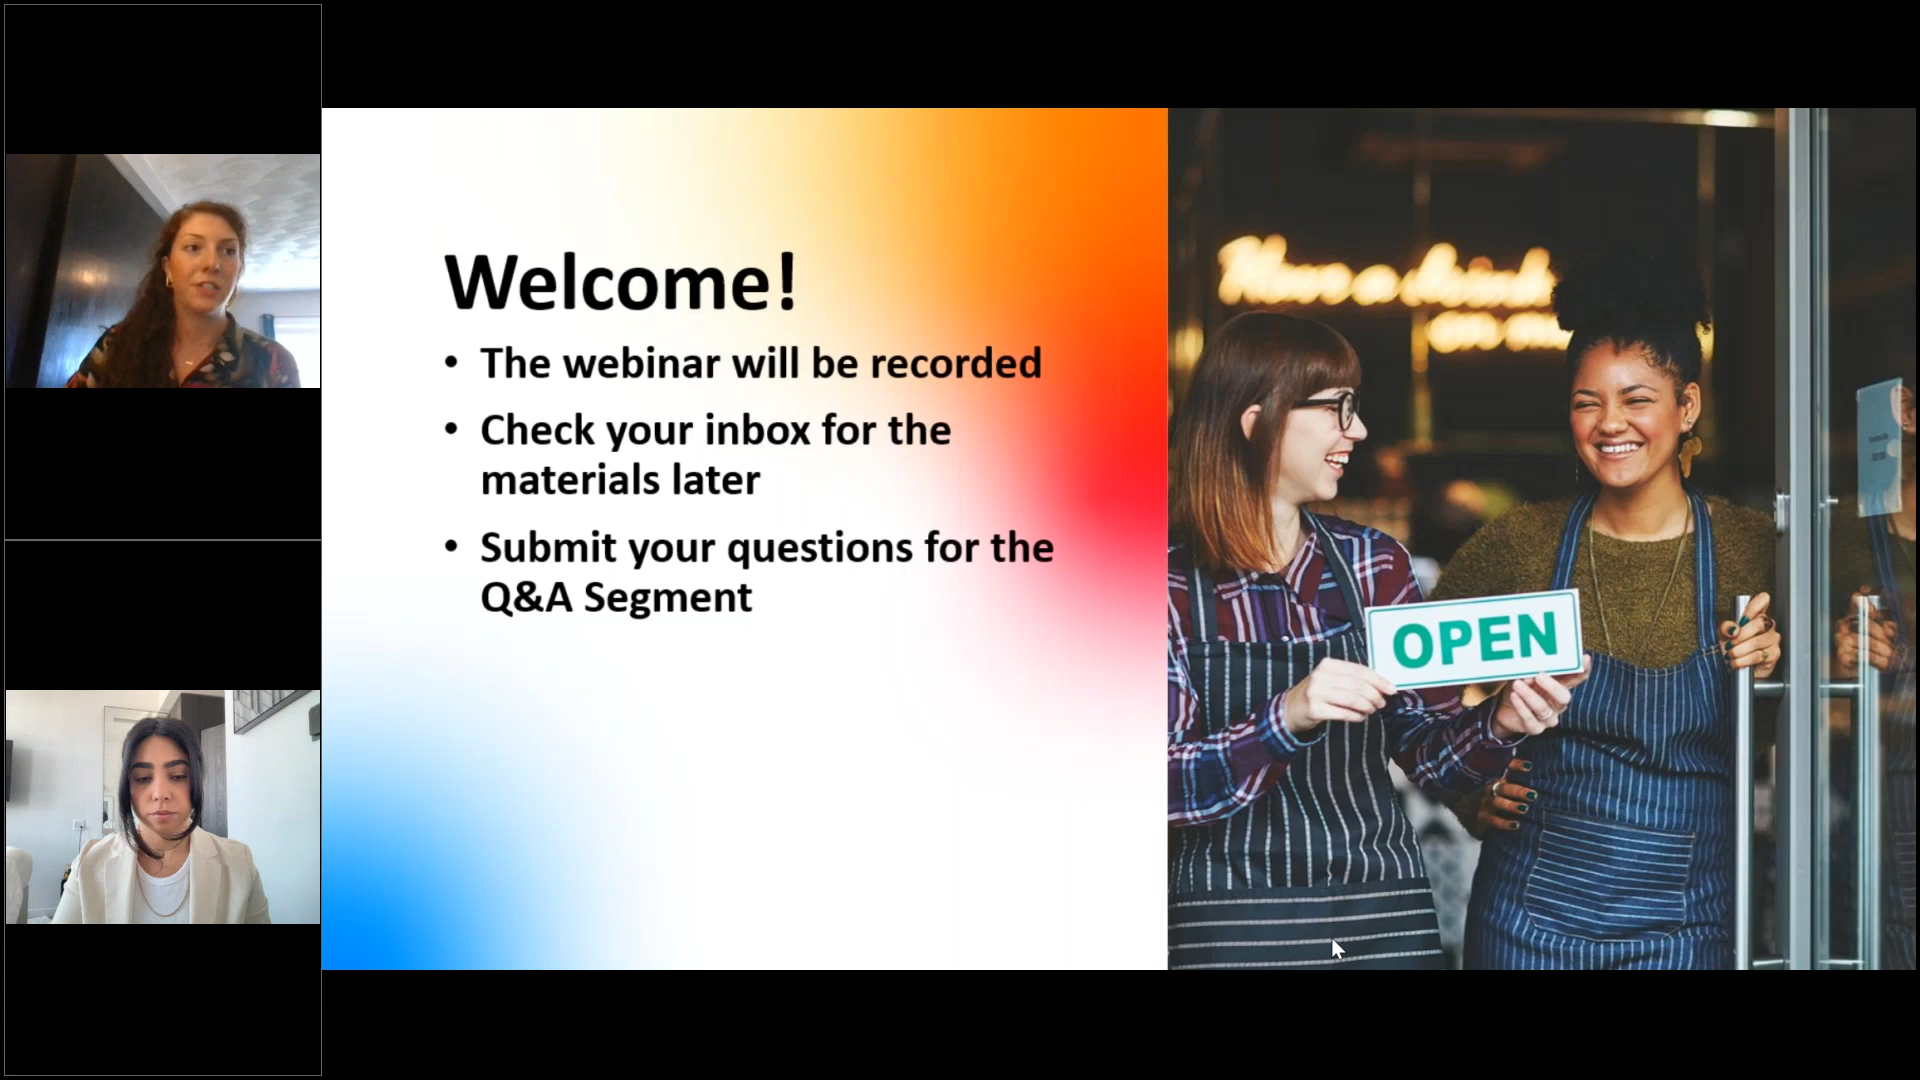 Welcome!
• The webinar will be recorded
• Check your inbox for the
materials later
• Submit your questions for the
Q&A Segment
OPEN